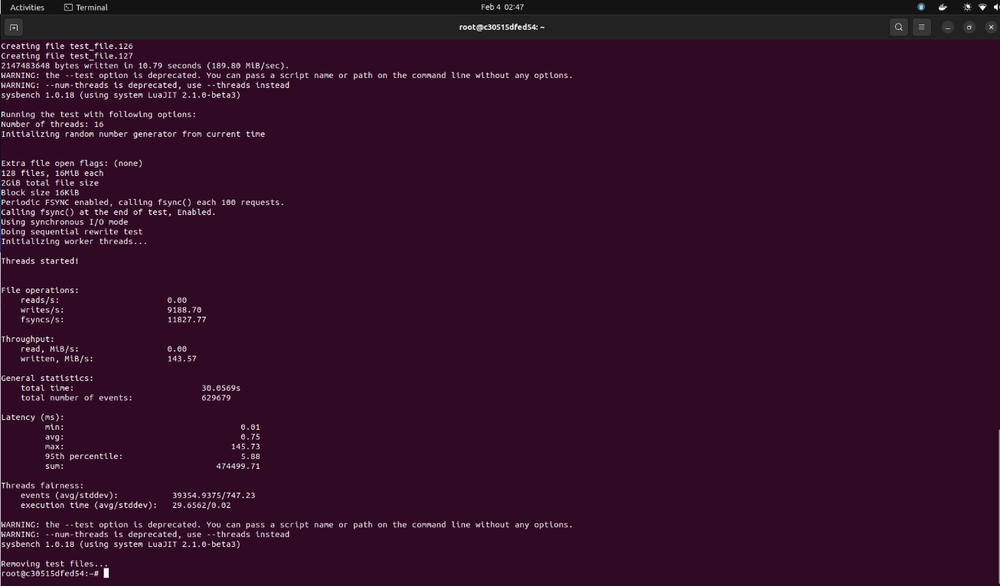 Activities Terminal Feb 4 02:47
root@c30515dfed54: ~
Creating file test_file.126
Creating file test_file.127
2147483648 bytes written in 10.79 seconds (189.80 MiB/sec).
WARNING: the --test option is deprecated. You can pass a script name or path on the command line without any options.
WARNING: --num-threads is deprecated, use --threads instead
sysbench 1.0.18 (using system LuaJIT 2.1.0-beta3)
Running the test with following options:
Number of threads: 16
Initializing random number generator from current time
Extra file open flags: (none)
128 files, 16MiB each
2GiB total file size
Block size 16KiB
Periodic FSYNC enabled, calling fsync() each 100 requests.
Calling fsync() at the end of test, Enabled.
Using synchronous I/O mode
Doing sequential rewrite test
Initializing worker threads...
Threads started!
File operations:
reads/s: 0.00
writes/s: 9188.70
fsyncs/s: 11827.77
Throughput:
read, MiB/s: 0.00
written, MiB/s: 143.57
General statistics:
total time: 30.0569s
total number of events: 629679
Latency (ms):
min: 0.01
avg: 0.75
max: 145.73
95th percentile: 5.88
sum: 474499.71
Threads fairness:
events (avg/stddev): 39354.9375/747.23
execution time (avg/stddev): 29.6562/0.02
WARNING: the --test option is deprecated. You can pass a script name or path on the command line without any options.
WARNING: --num-threads is deprecated, use --threads instead
sysbench 1.0.18 (using system LuaJIT 2.1.0-beta3)
Removing test files...
root@c30515dfed54:~#